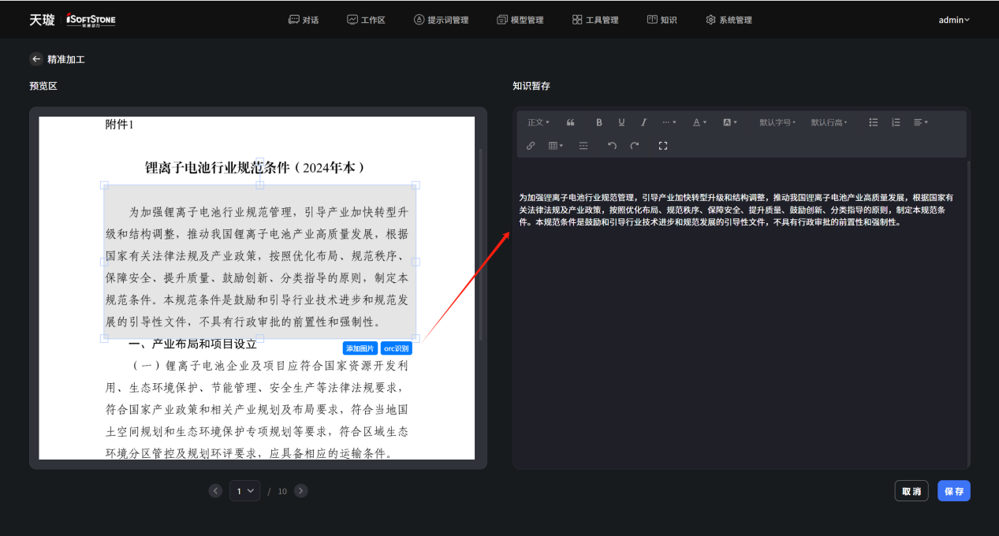 天璇 iSoftStone 软通动力 对话 工作区 提示词管理 模型管理 工具管理 知识 系统管理 admin
精准加工
预览区
附件1
锂离子电池行业规范条件（2024年本）
为加强锂离子电池行业规范管理，引导产业加快转型升
级和结构调整，推动我国锂离子电池产业高质量发展，根据
国家有关法律法规及产业政策，按照优化布局、规范秩序、
保障安全、提升质量、鼓励创新、分类指导的原则，制定本
规范条件。本规范条件是鼓励和引导行业技术进步和规范发
展的引导性文件，不具有行政审批的前置性和强制性。
一、产业布局和项目设立
添加图片 orc识别
（一）锂离子电池企业及项目应符合国家资源开发利
用、生态环境保护、节能管理、安全生产等法律法规要求，
符合国家产业政策和相关产业规划及布局要求，符合当地国
土空间规划和生态环境保护专项规划等要求，符合区域生态
环境分区管控及规划环评要求，应具备相应的运输条件。
1 / 10
知识暂存
正文 B U I A A 默认字号 默认行高
为加强锂离子电池行业规范管理，引导产业加快转型升级和结构调整，推动我国锂离子电池产业高质量发展，根据国家有
关法律法规及产业政策，按照优化布局、规范秩序、保障安全、提升质量、鼓励创新、分类指导的原则，制定本规范条
件。本规范条件是鼓励和引导行业技术进步和规范发展的引导性文件，不具有行政审批的前置性和强制性。
取消 保存